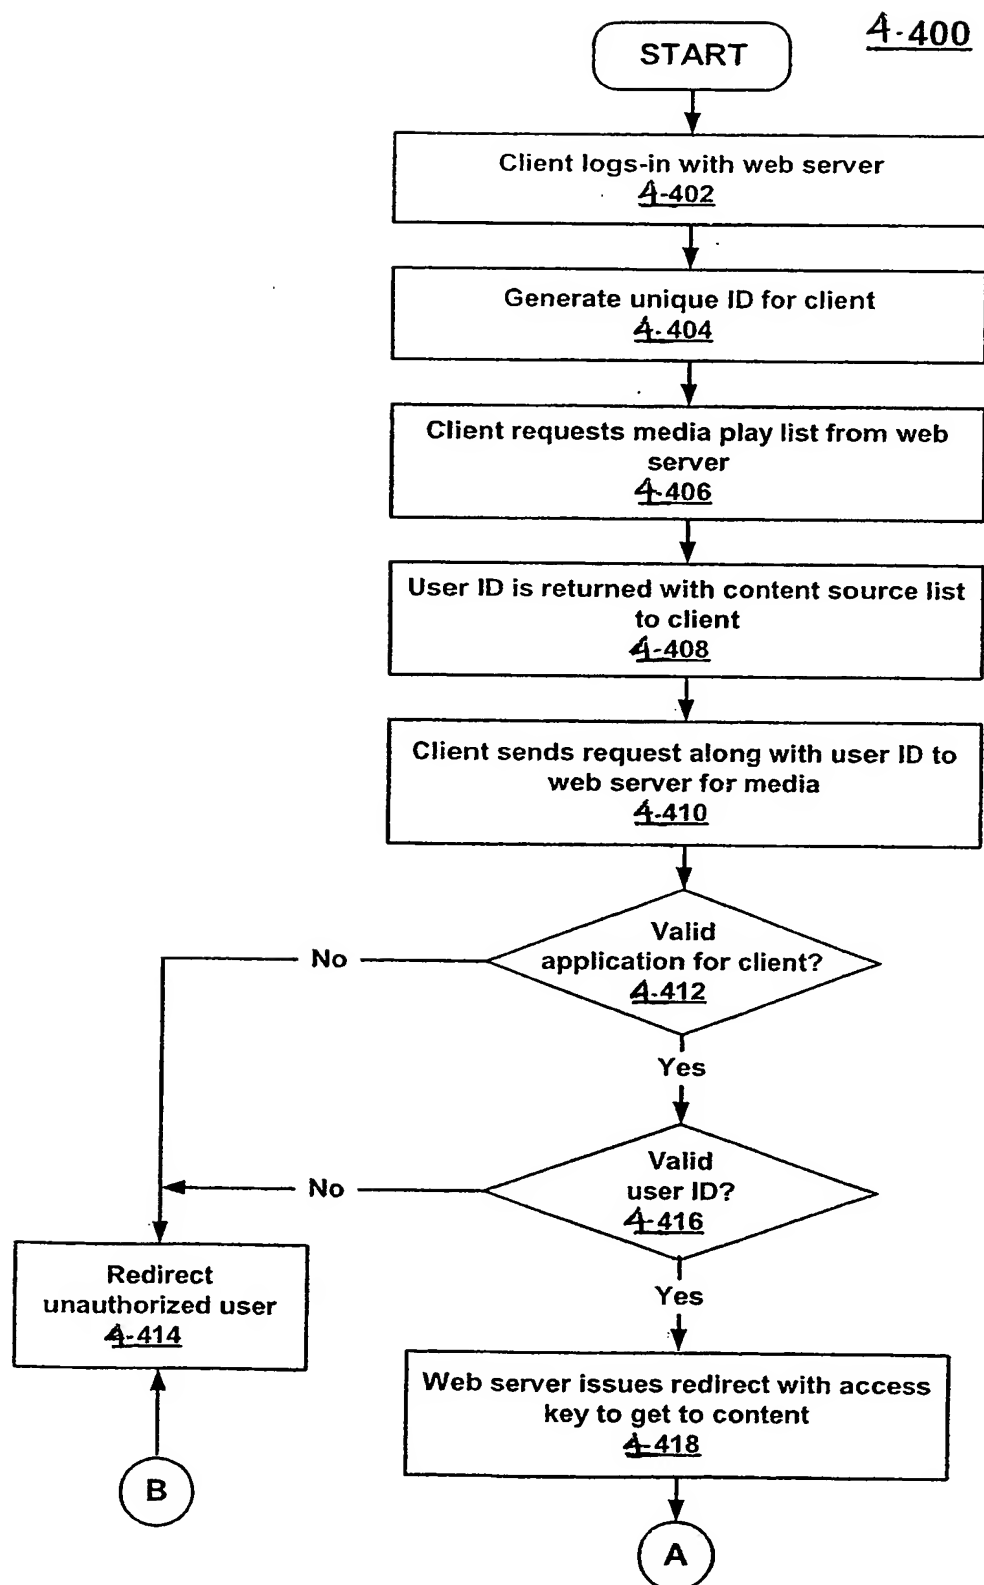 4-400
START
Client logs-in with web server
4-402
Generate unique ID for client
4-404
Client requests media play list from web
server
4-406
User ID is returned with content source list
to client
4-408
Client sends request along with user ID to
web server for media
4-410
Valid
application for client?
4-412
No
Yes
Valid
user ID?
4-416
No
Yes
Redirect
unauthorized user
4-414
Web server issues redirect with access
key to get to content
4-418
B
A